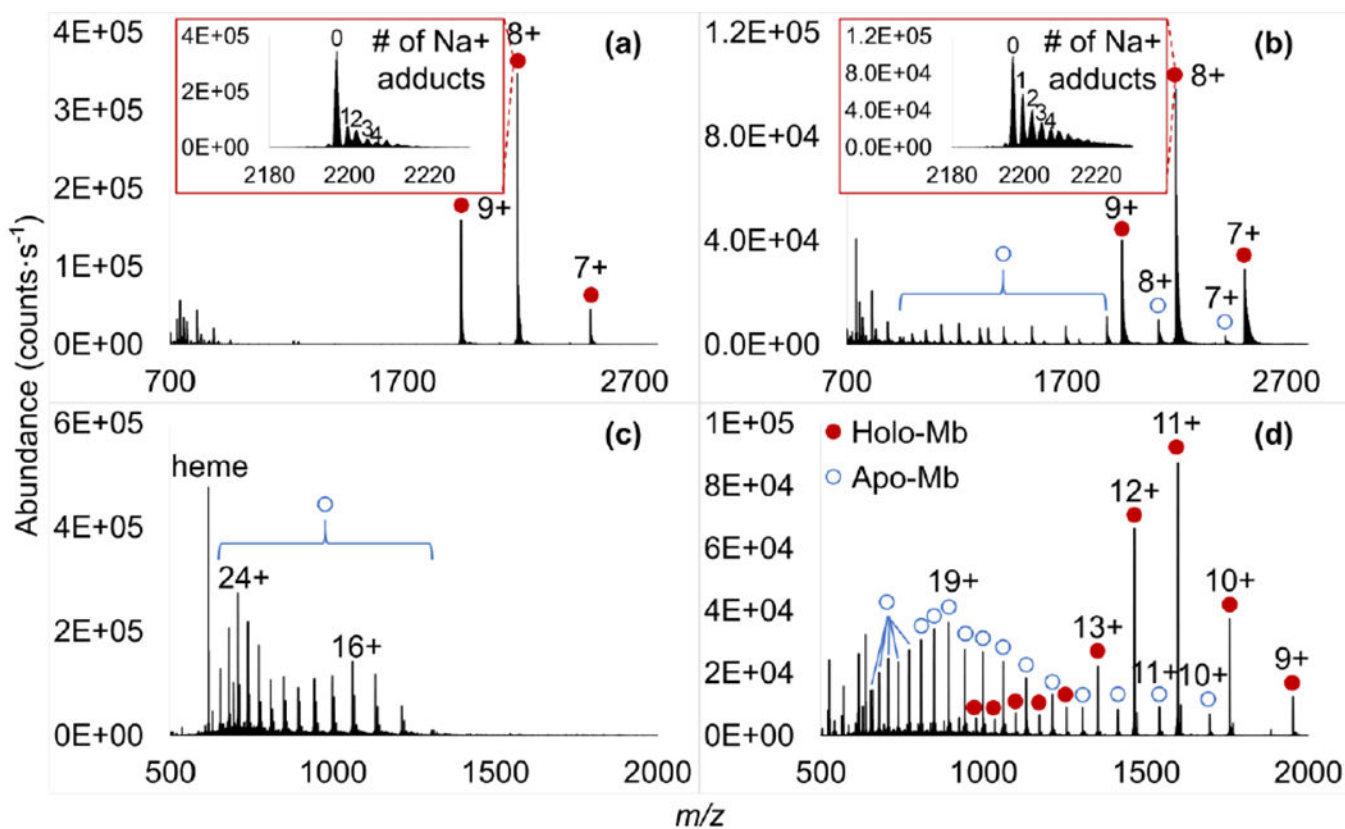 Abundance (counts·s⁻¹)
(a)
4E+05
3E+05
2E+05
1E+05
0E+00
700 1700 2700
9+
8+
7+
4E+05
2E+05
0E+00
2180 2200 2220
# of Na+
adducts
0
1 2 3 4
(b)
1.2E+05
8.0E+04
4.0E+04
0.0E+00
700 1700 2700
9+
8+
7+
8+
7+
1.2E+05
8.0E+04
4.0E+04
0.0E+00
2180 2200 2220
# of Na+
adducts
0
1
2
3
4
(c)
6E+05
4E+05
2E+05
0E+00
500 1000 1500 2000
heme
24+
16+
(d)
Holo-Mb
Apo-Mb
1E+05
8E+04
6E+04
4E+04
2E+04
0E+00
500 1000 1500 2000
19+
13+
12+
11+
10+
9+
11+
10+
m/z